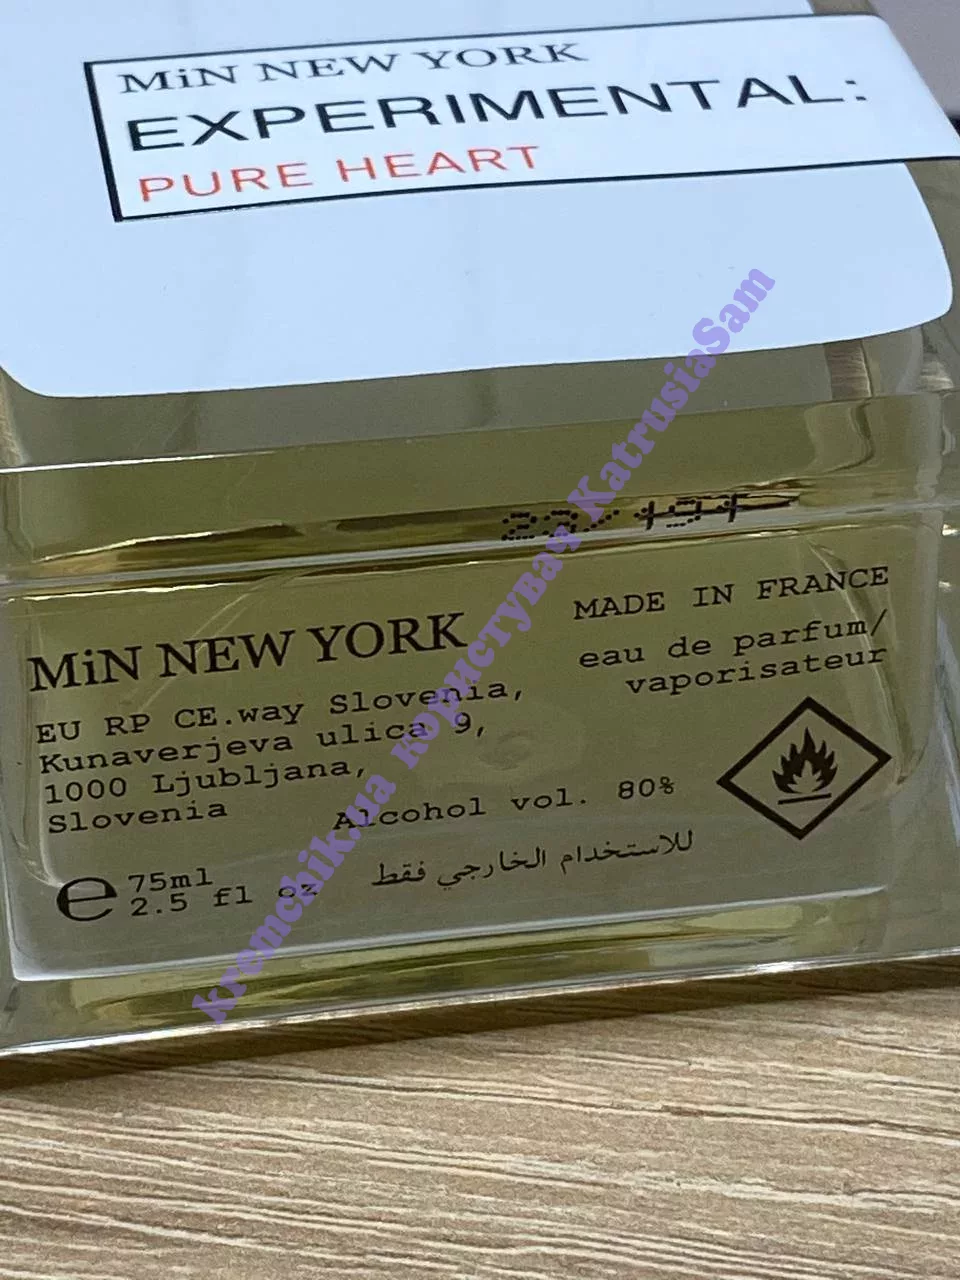 MiN NEW YORK
EXPERIMENTAL:
PURE HEART
MiN NEW YORK
EU RP CE.way Slovenia,
Kunaverjeva ulica 9,
1000 Ljubljana,
Slovenia
MADE IN FRANCE
eau de parfum/
vaporisateur
Alcohol vol. 80%
للاستخدام الخارجي فقط
e 75ml
2.5 fl oz
kremchik.ua користувач KatrusiaSam